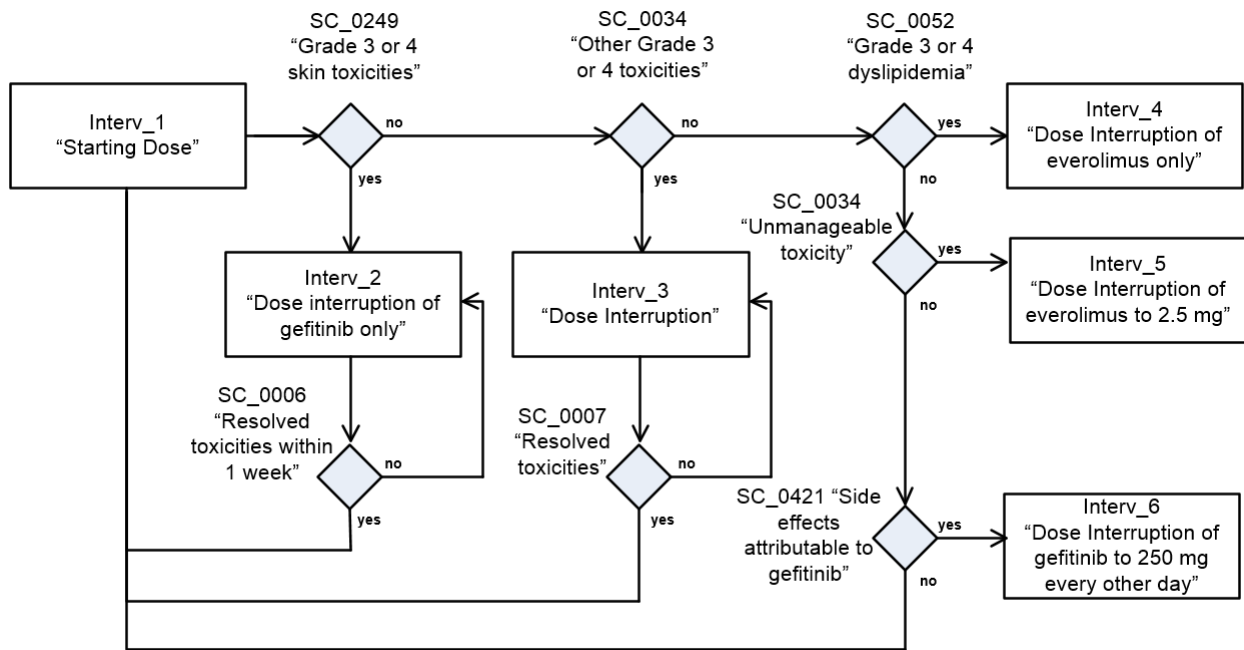 SC_0249
“Grade 3 or 4
skin toxicities”
SC_0034
“Other Grade 3
or 4 toxicities”
SC_0052
“Grade 3 or 4
dyslipidemia”
Interv_1
“Starting Dose”
no
no
yes
Interv_4
“Dose Interruption of
everolimus only”
yes
yes
no
SC_0034
“Unmanageable
toxicity”
yes
Interv_5
“Dose Interruption of
everolimus to 2.5 mg”
no
Interv_2
“Dose interruption of
gefitinib only”
Interv_3
“Dose Interruption”
SC_0006
“Resolved
toxicities within
1 week”
no
yes
SC_0007
“Resolved
toxicities”
no
yes
SC_0421 “Side
effects
attributable to
gefitinib”
yes
no
Interv_6
“Dose Interruption of
gefitinib to 250 mg
every other day”